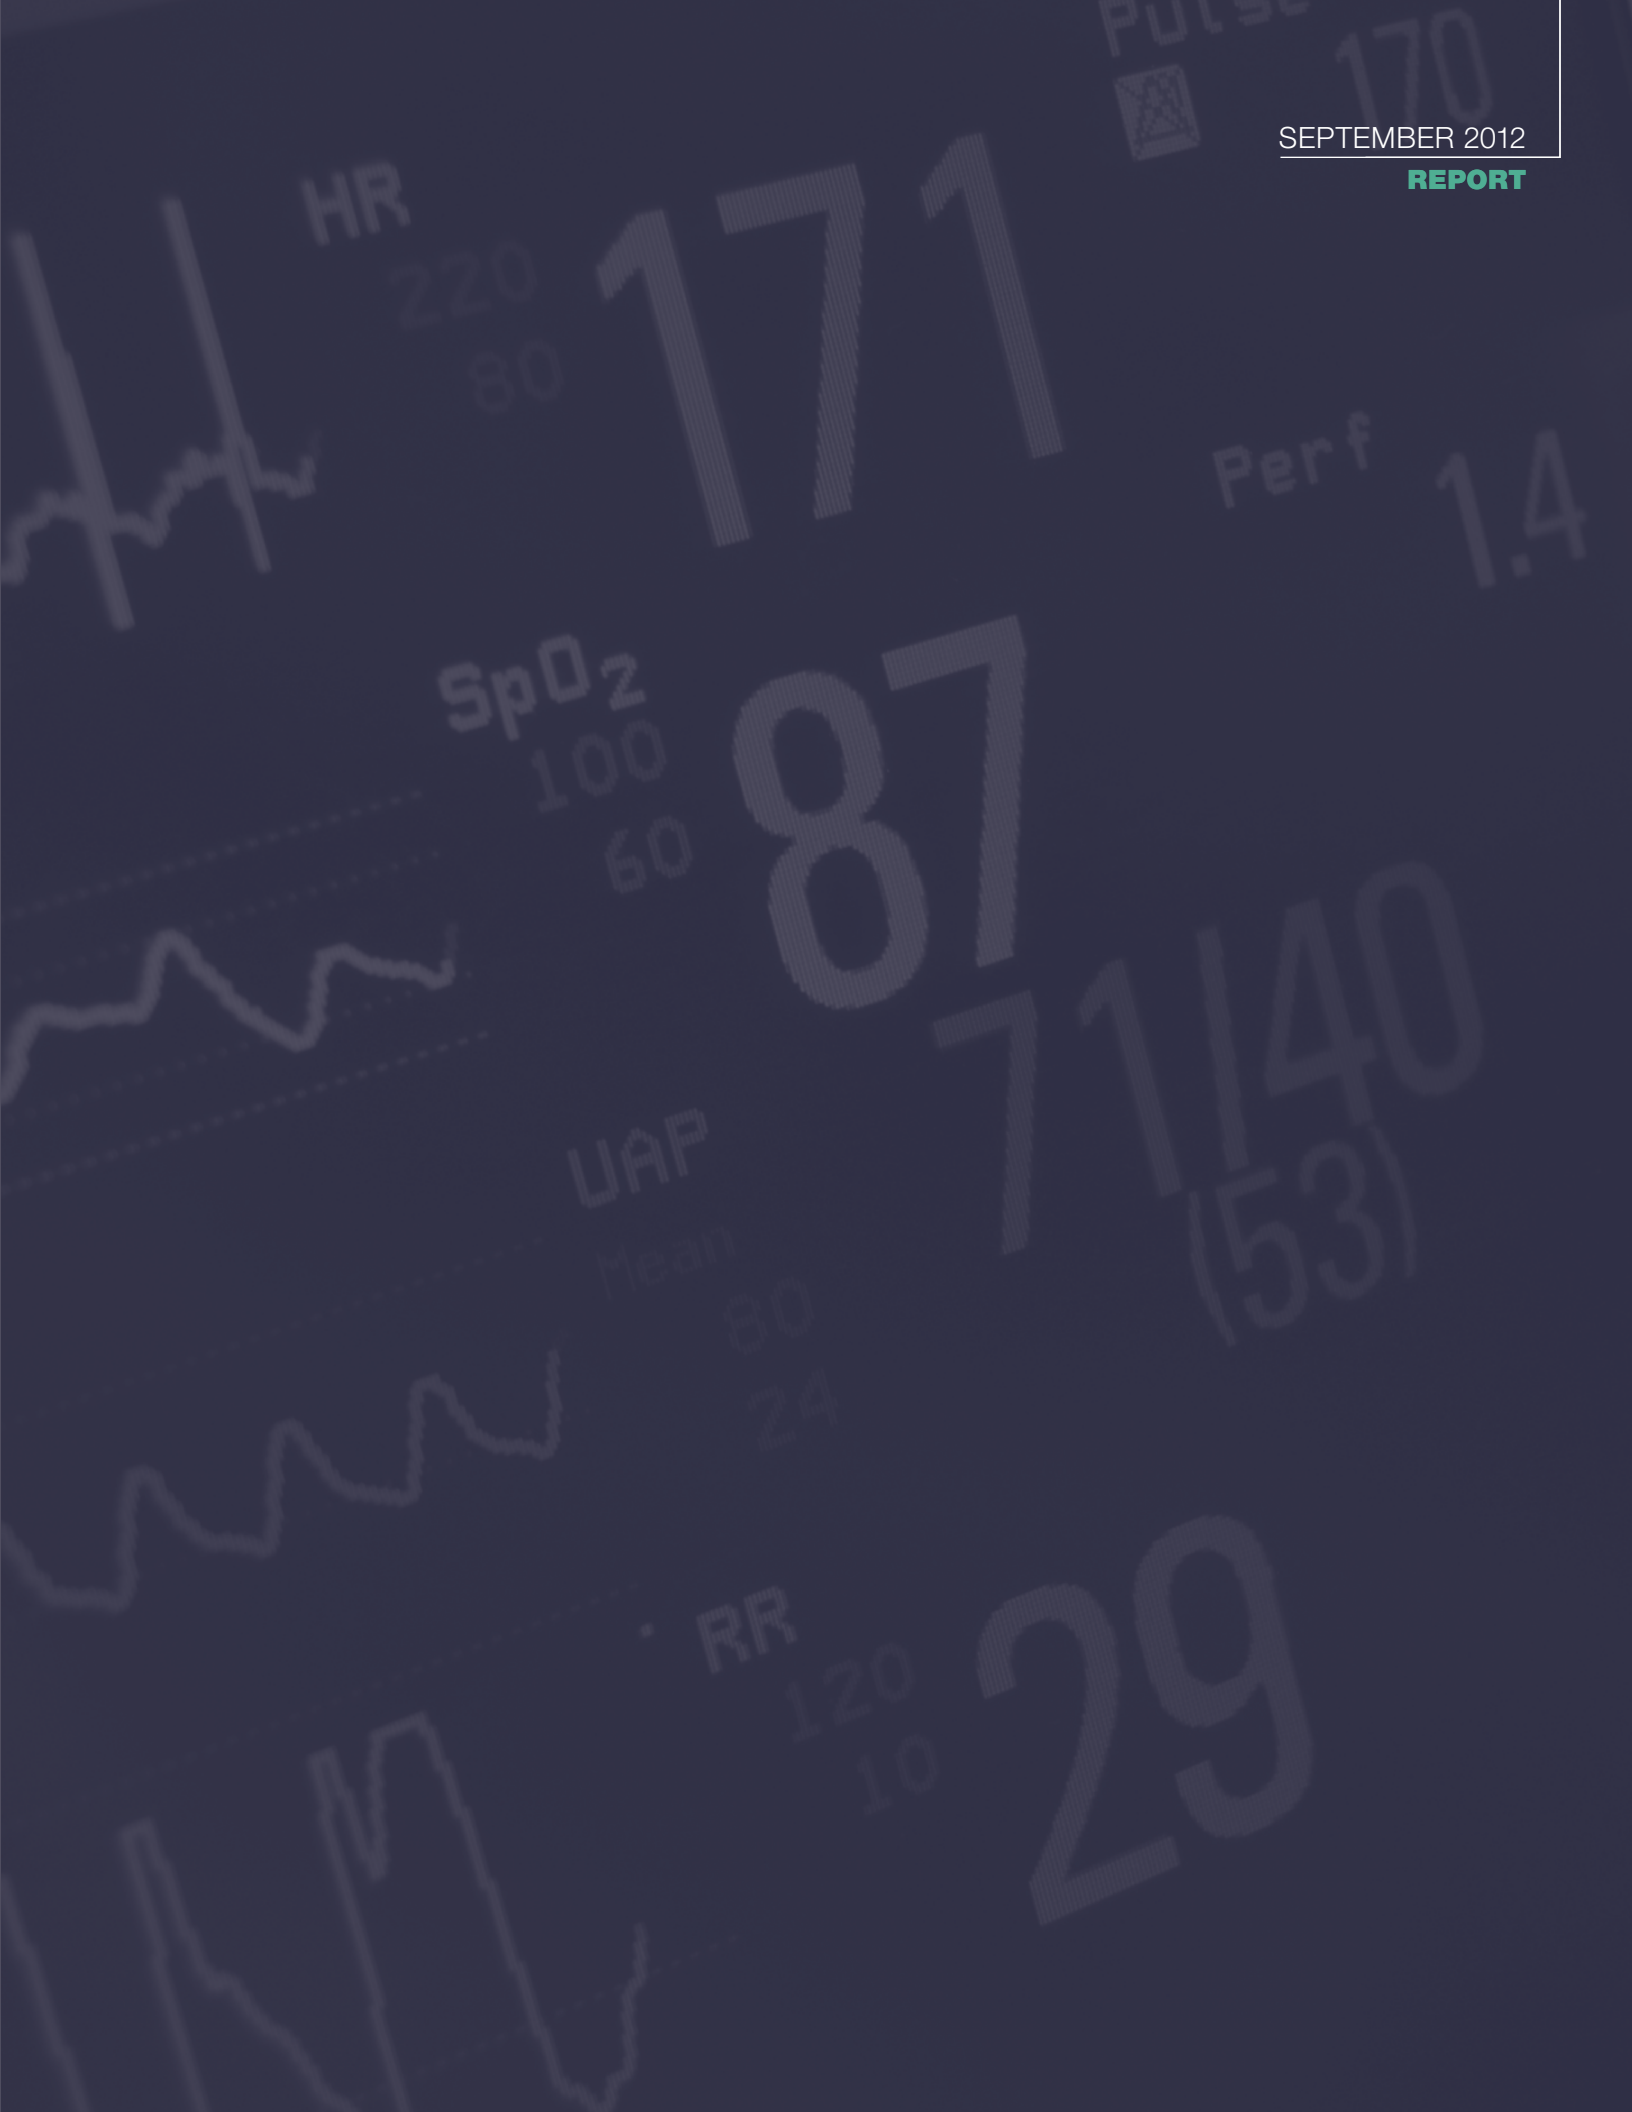 Pulse
170
SEPTEMBER 2012
REPORT
HR
171
220
80
Perf
1.4
SpO₂
87
100
60
71/40
(53)
UAP
Mean
80
24
RR
29
120
10